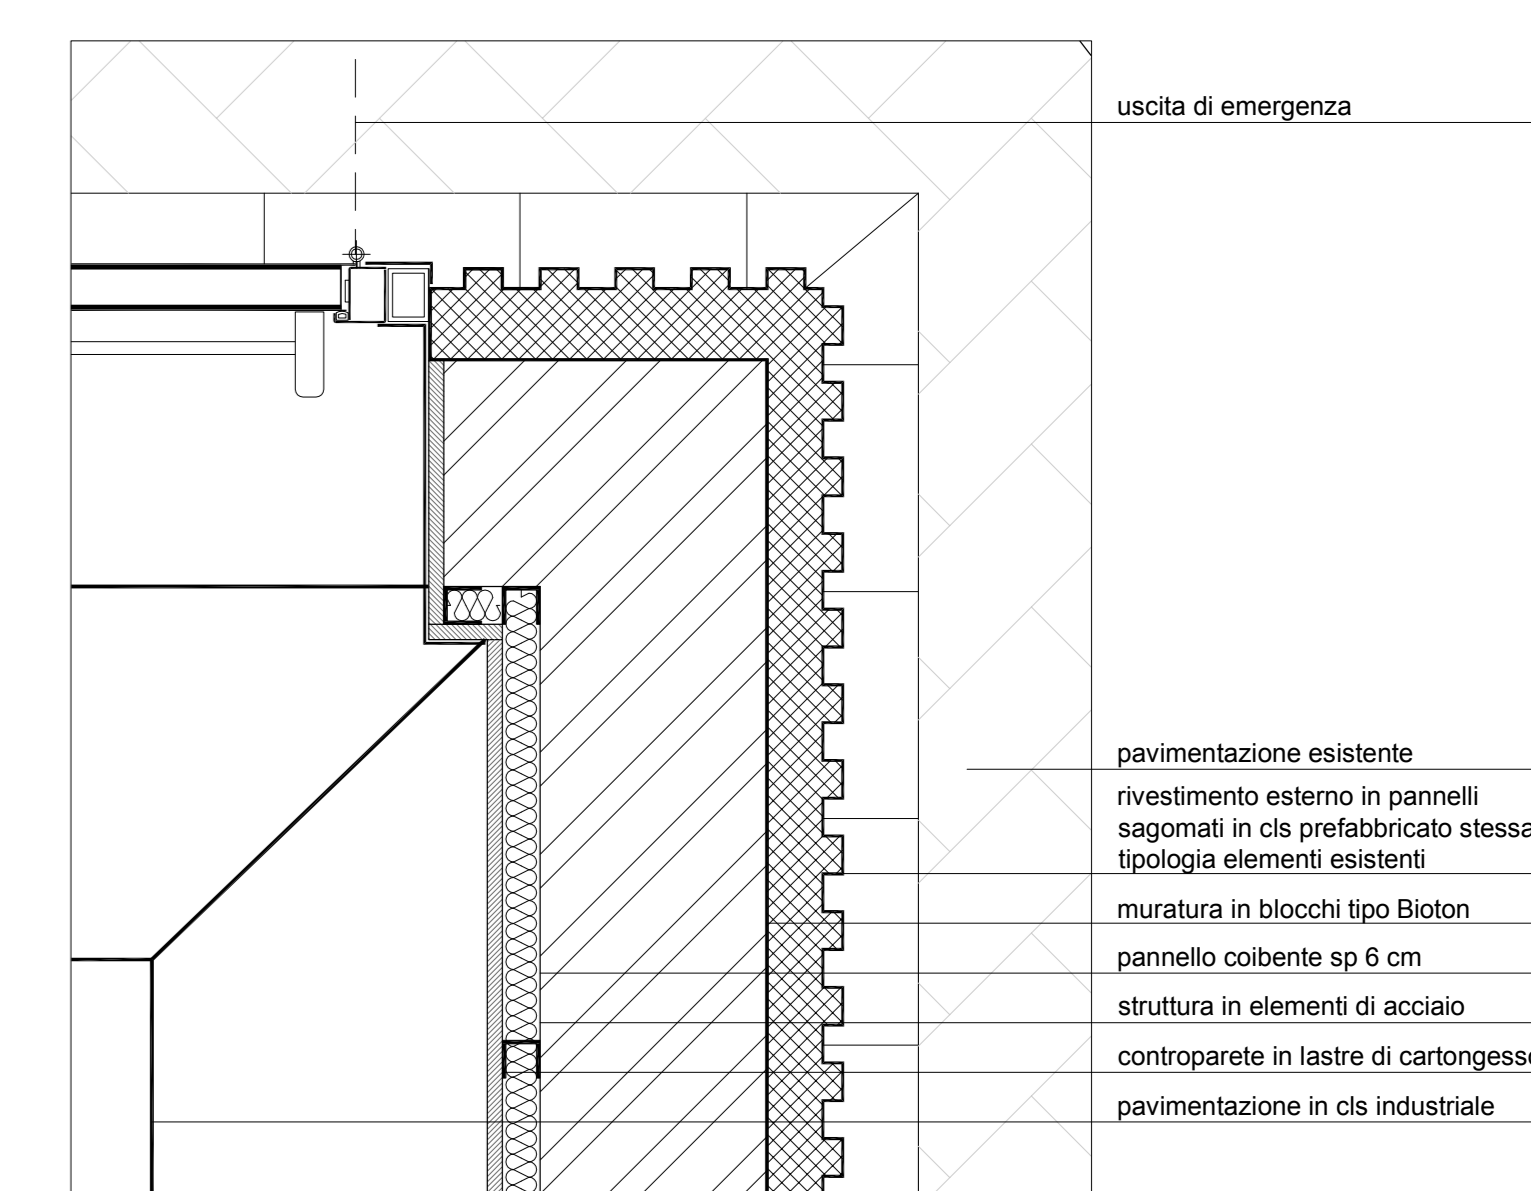 uscita di emergenza
pavimentazione esistente
rivestimento esterno in pannelli
sagomati in cls prefabbricato stessa
tipologia elementi esistenti
muratura in blocchi tipo Bioton
pannello coibente sp 6 cm
struttura in elementi di acciaio
controparete in lastre di cartongesso
pavimentazione in cls industriale